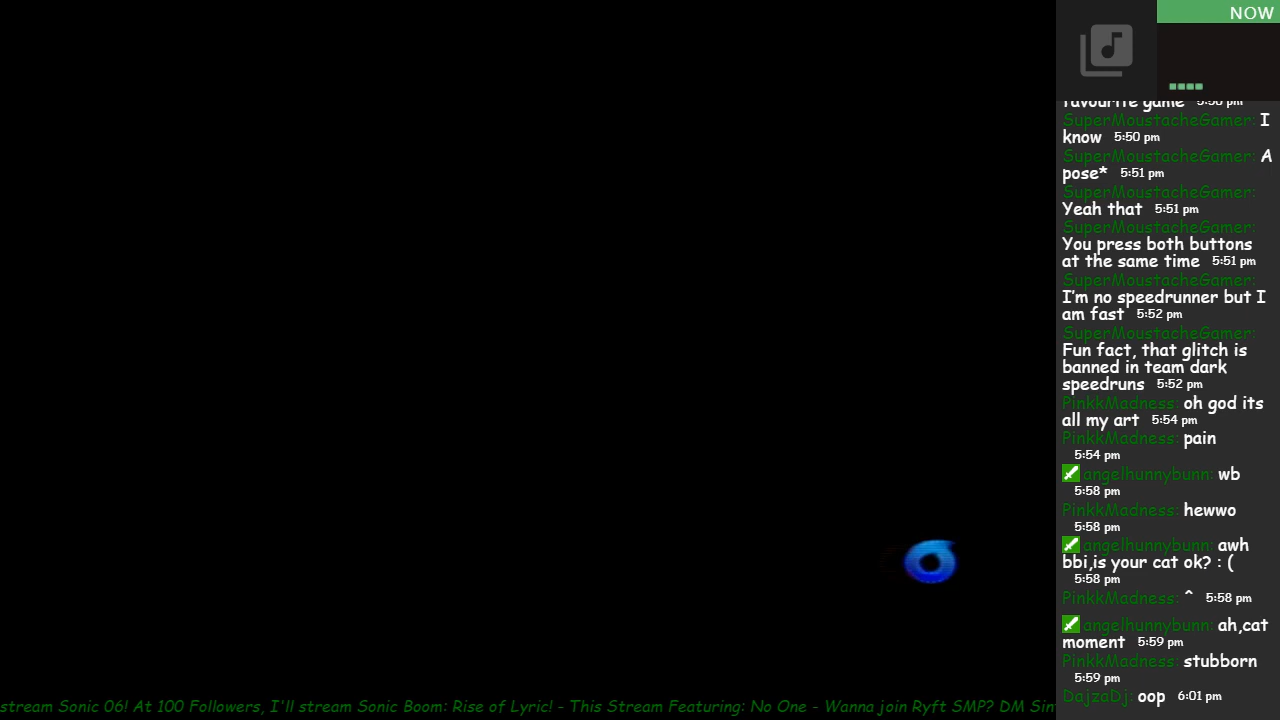 NOW
favourite game 5:50 pm
SuperMoustacheGamer: I
know 5:50 pm
SuperMoustacheGamer: A
pose* 5:51 pm
SuperMoustacheGamer:
Yeah that 5:51 pm
SuperMoustacheGamer:
You press both buttons
at the same time 5:51 pm
SuperMoustacheGamer:
I'm no speedrunner but I
am fast 5:52 pm
SuperMoustacheGamer:
Fun fact, that glitch is
banned in team dark
speedruns 5:52 pm
PinkkMadness: oh god its
all my art 5:54 pm
PinkkMadness: pain
5:54 pm
angelhunnybunn: wb
5:58 pm
PinkkMadness: hewwo
5:58 pm
angelhunnybunn: awh
bbi,is your cat ok? : (
5:58 pm
PinkkMadness: ^ 5:58 pm
angelhunnybunn: ah,cat
moment 5:59 pm
PinkkMadness: stubborn
5:59 pm
DajzaDj: oop 6:01 pm
stream Sonic 06! At 100 Followers, I'll stream Sonic Boom: Rise of Lyric! - This Stream Featuring: No One - Wanna join Ryft SMP? DM Sin